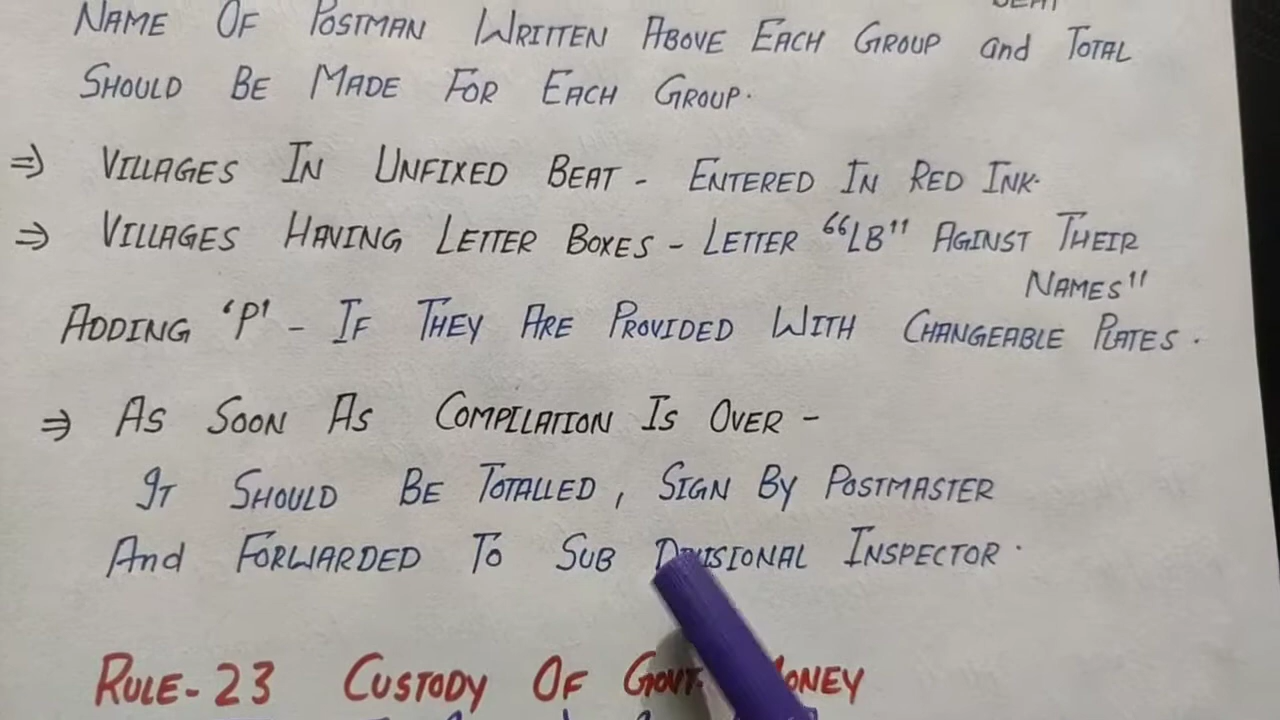 NAME OF POSTMAN WRITTEN ABOVE EACH GROUP and TOTAL
SHOULD BE MADE FOR EACH GROUP.
⇒ VILLAGES IN UNFIXED BEAT - ENTERED IN RED INK.
⇒ VILLAGES HAVING LETTER BOXES - LETTER "LB" AGINST THEIR
NAMES"
ADDING 'P' - IF THEY ARE PROVIDED WITH CHANGEABLE PLATES.
⇒ AS SOON AS COMPILATION IS OVER -
IT SHOULD BE TOTALLED, SIGN BY POSTMASTER
And FORWARDED TO SUB DIVISIONAL INSPECTOR.
RULE-23 CUSTODY OF GOVT. MONEY